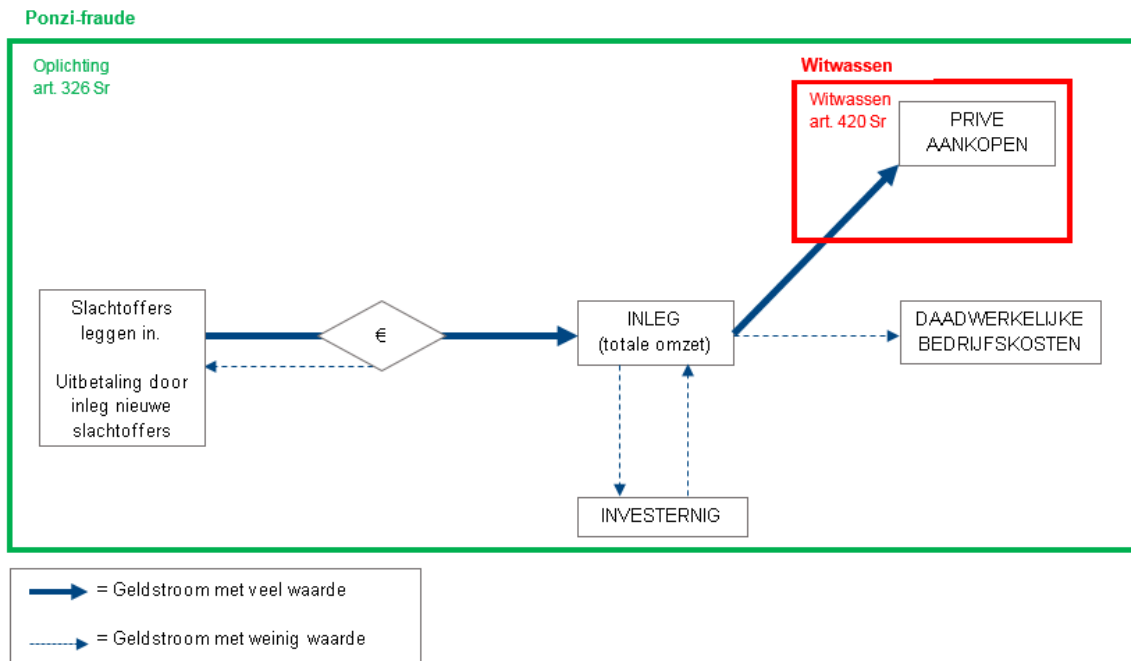 Ponzi-fraude
Oplichting
art. 326 Sr
Witwassen
Witwassen
art. 420 Sr
PRIVE
AANKOPEN
Slachtoffers
leggen in.
Uitbetaling door
inleg nieuwe
slachtoffers
€
INLEG
(totale omzet)
DAADWERKELIJKE
BEDRIJFSKOSTEN
INVESTERNIG
= Geldstroom met veel waarde
= Geldstroom met weinig waarde